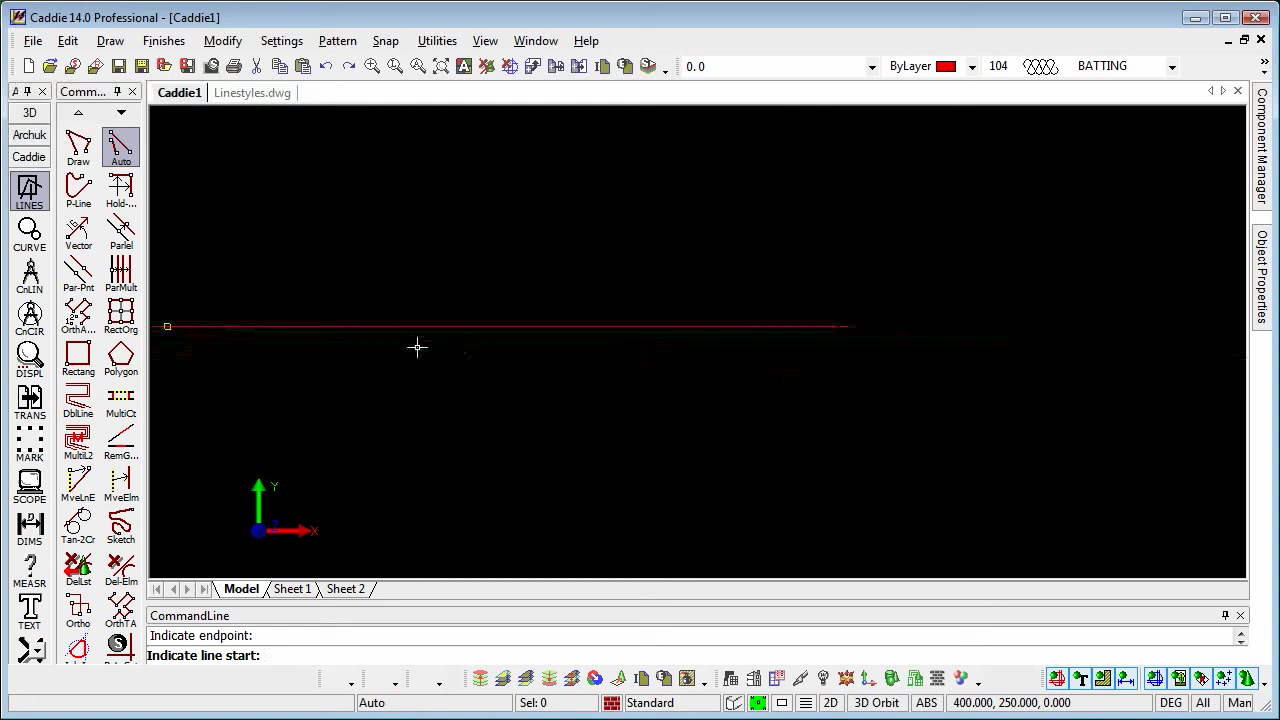 Caddie 14.0 Professional - [Caddie1]
File Edit Draw Finishes Modify Settings Pattern Snap Utilities View Window Help
0. 0 ByLayer 104 BATTING
A Comm... Caddie1 Linestyles.dwg
3D
Archuk
Caddie
LINES
CURVE
CnLIN
CnCIR
DISPL
TRANS
MARK
SCOPE
DIMS
MEASR
TEXT
Draw Auto
P-Line Hold-...
Vector Parlel
Par-Pnt ParMult
OrthA... RectOrg
Rectang Polygon
DblLine MultiCt
MultiL2 RemG...
MveLnE MveElm
Tan-2Cr Sketch
DelLst Del-Elm
Ortho OrthTA
Y
Z X
Component Manager
Object Properties
Model Sheet 1 Sheet 2
CommandLine
Indicate endpoint:
Indicate line start:
Auto Sel: 0 Standard 2D 3D Orbit ABS 400.000, 250.000, 0.000 DEG All Man